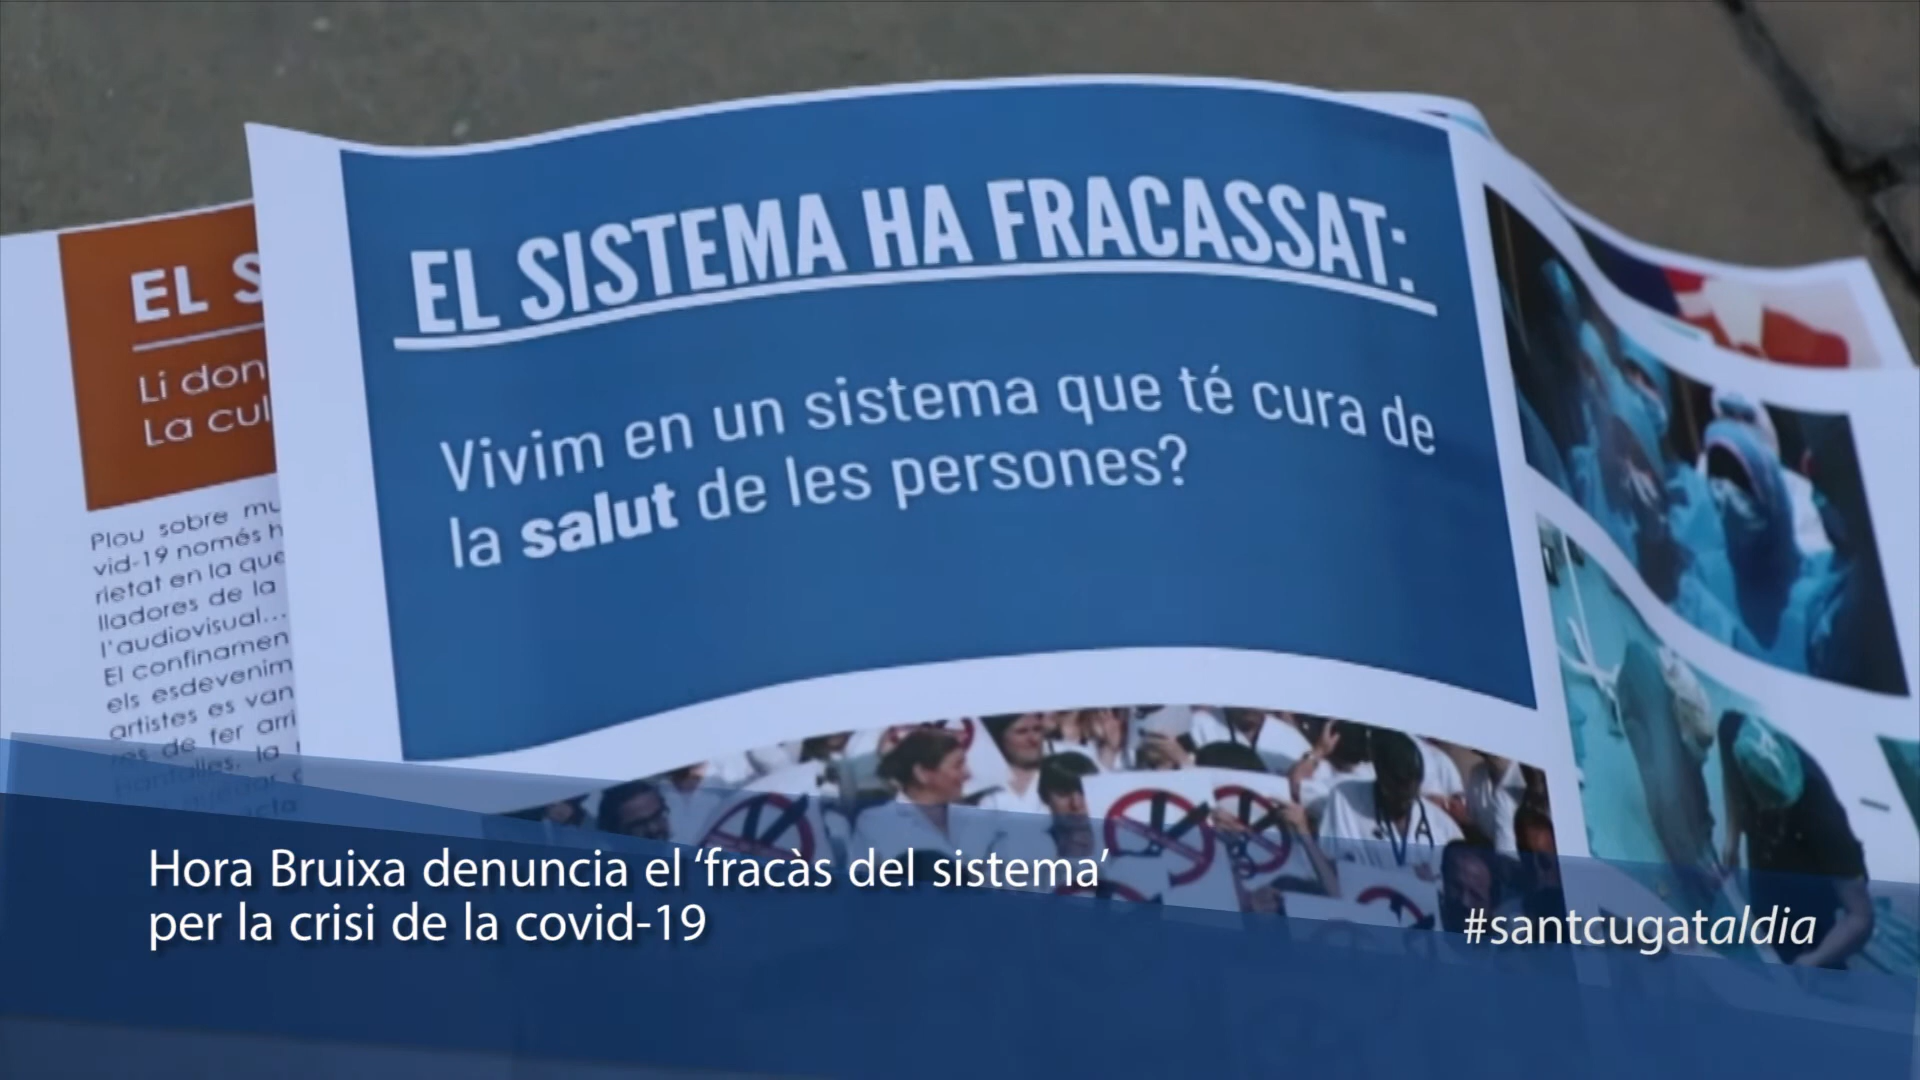 EL SISTEMA HA FRACASSAT:
Vivim en un sistema que té cura de
la salut de les persones?
EL S
Li don
La cul
Plou sobre mu
vid-19 només h
rietat en la que
lladores de la
l'audiovisual...
El confinamen
els esdevenim
artistes es van
de fer arri
pantalles, la
Hora Bruixa denuncia el ‘fracàs del sistema’
per la crisi de la covid-19
#santcugataldia